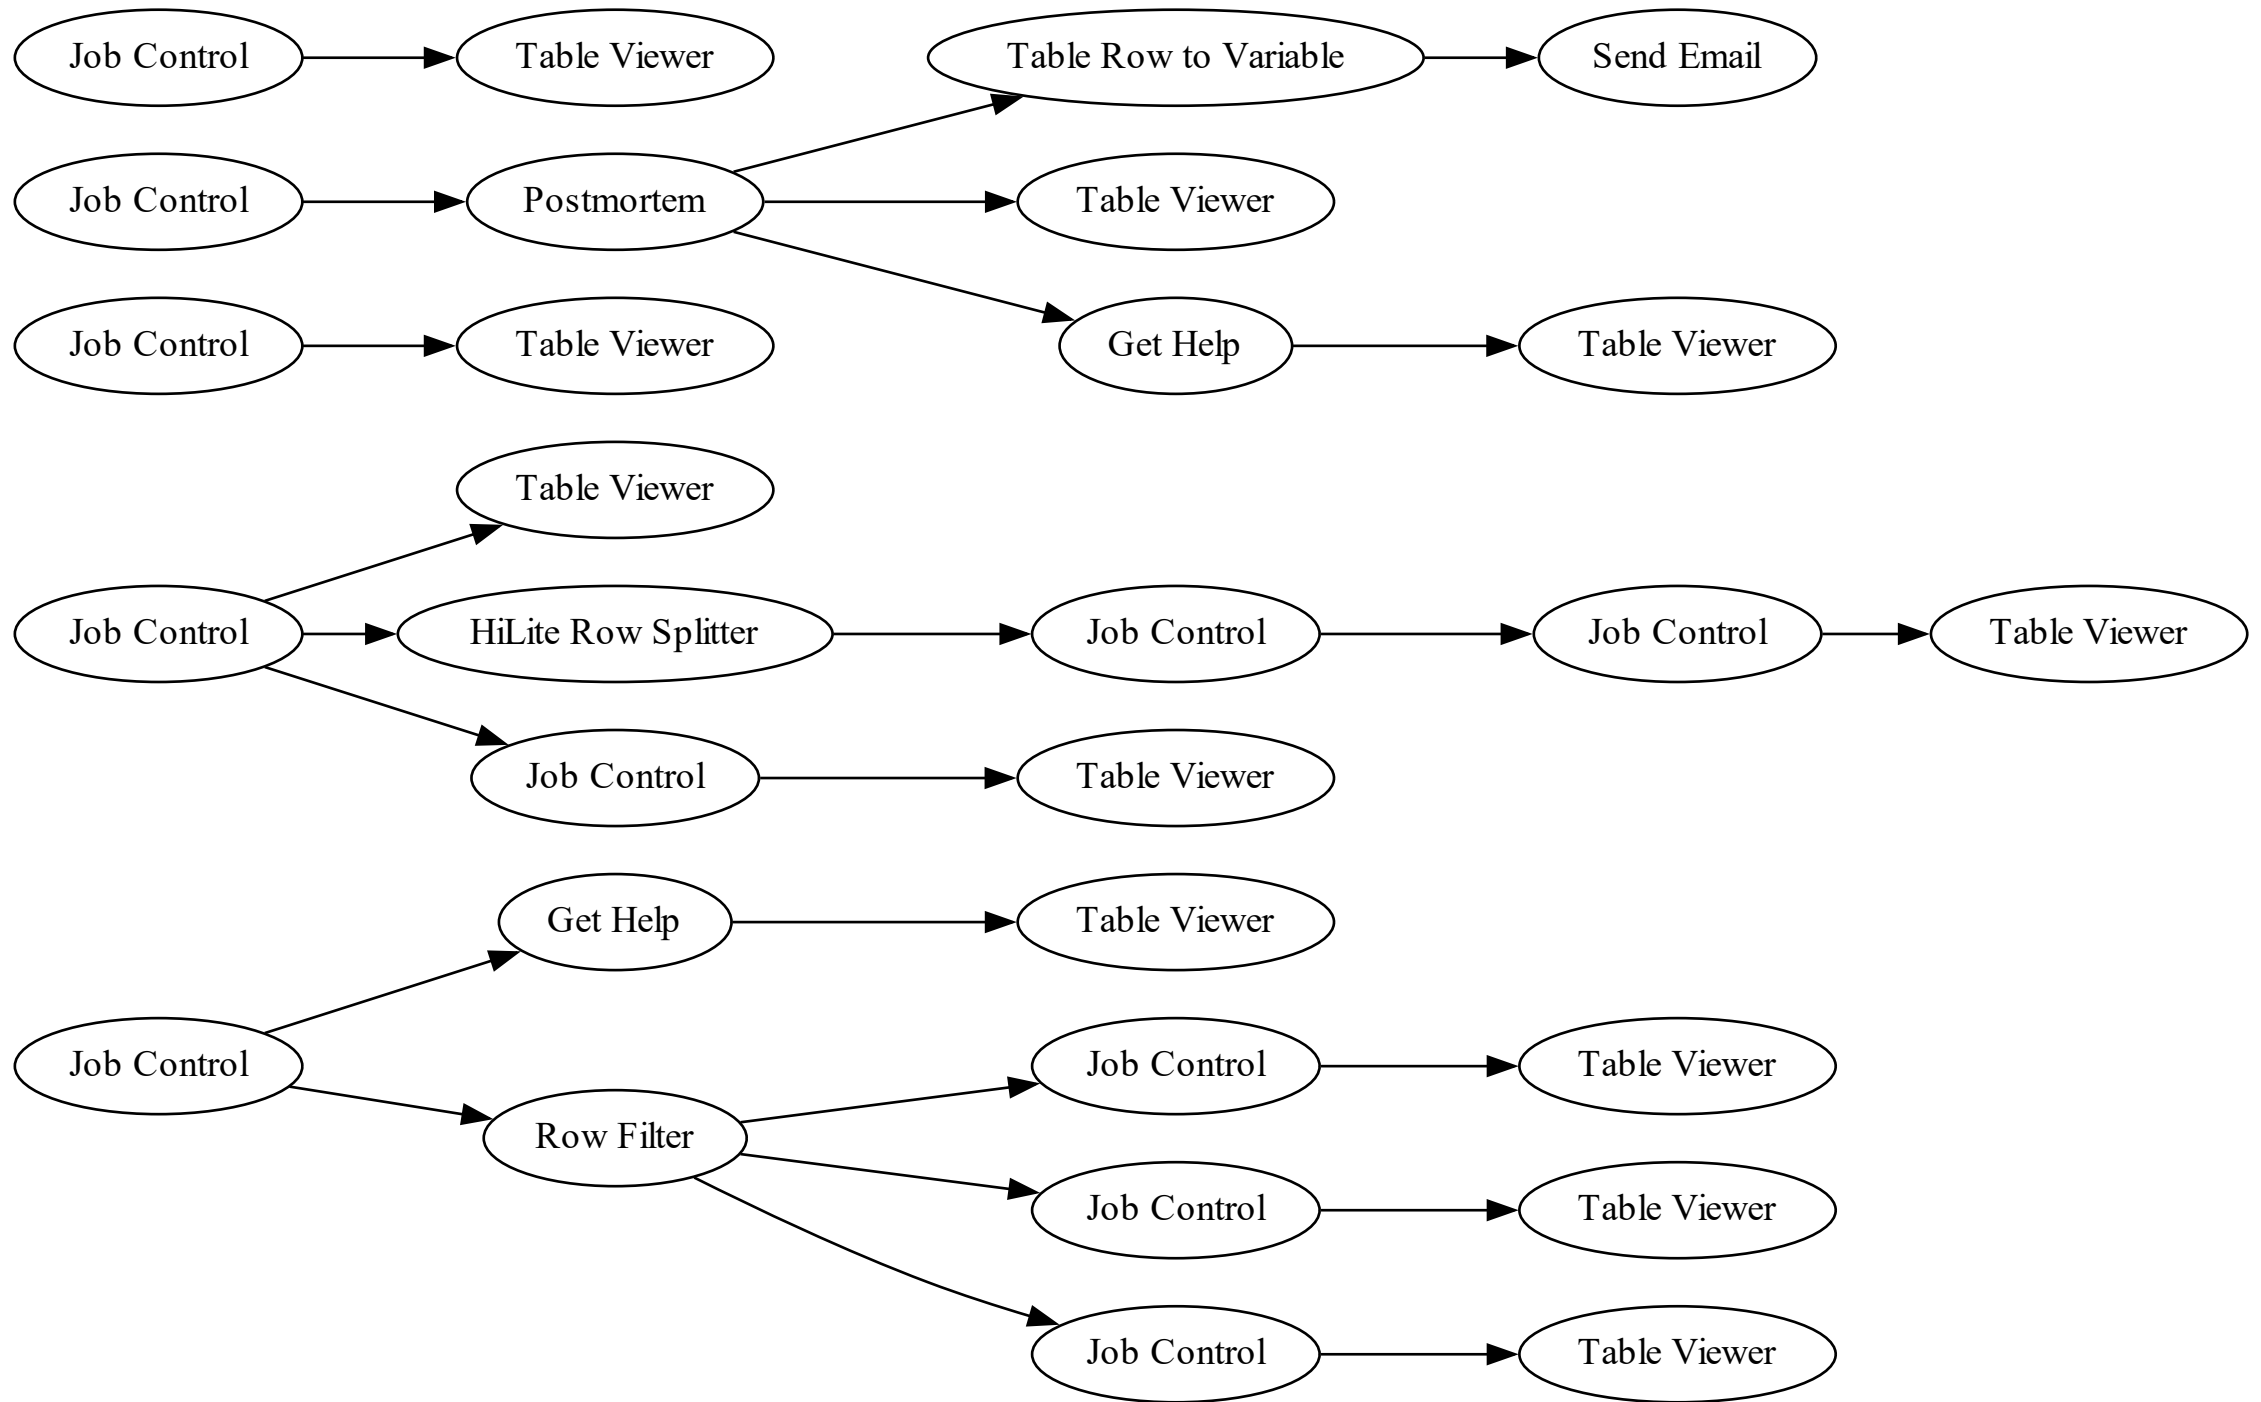 Job Control
Table Viewer
Table Row to Variable
Send Email
Job Control
Postmortem
Table Viewer
Job Control
Table Viewer
Get Help
Table Viewer
Table Viewer
Job Control
HiLite Row Splitter
Job Control
Job Control
Table Viewer
Job Control
Table Viewer
Get Help
Table Viewer
Job Control
Job Control
Table Viewer
Row Filter
Job Control
Table Viewer
Job Control
Table Viewer